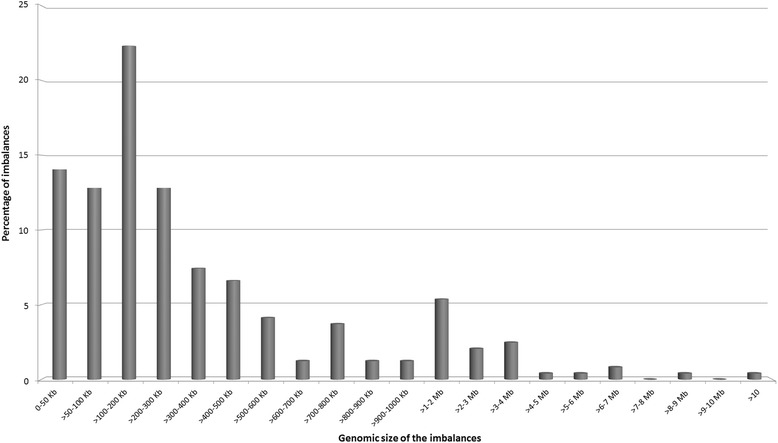 25
20
15
10
5
0
Percentage of imbalances
0-50 Kb
>50-100 Kb
>100-200 Kb
>200-300 Kb
>300-400 Kb
>400-500 Kb
>500-600 Kb
>600-700 Kb
>700-800 Kb
>800-900 Kb
>900-1000 Kb
>1-2 Mb
>2-3 Mb
>3-4 Mb
>4-5 Mb
>5-6 Mb
>6-7 Mb
>7-8 Mb
>8-9 Mb
>9-10 Mb
>10
Genomic size of the imbalances